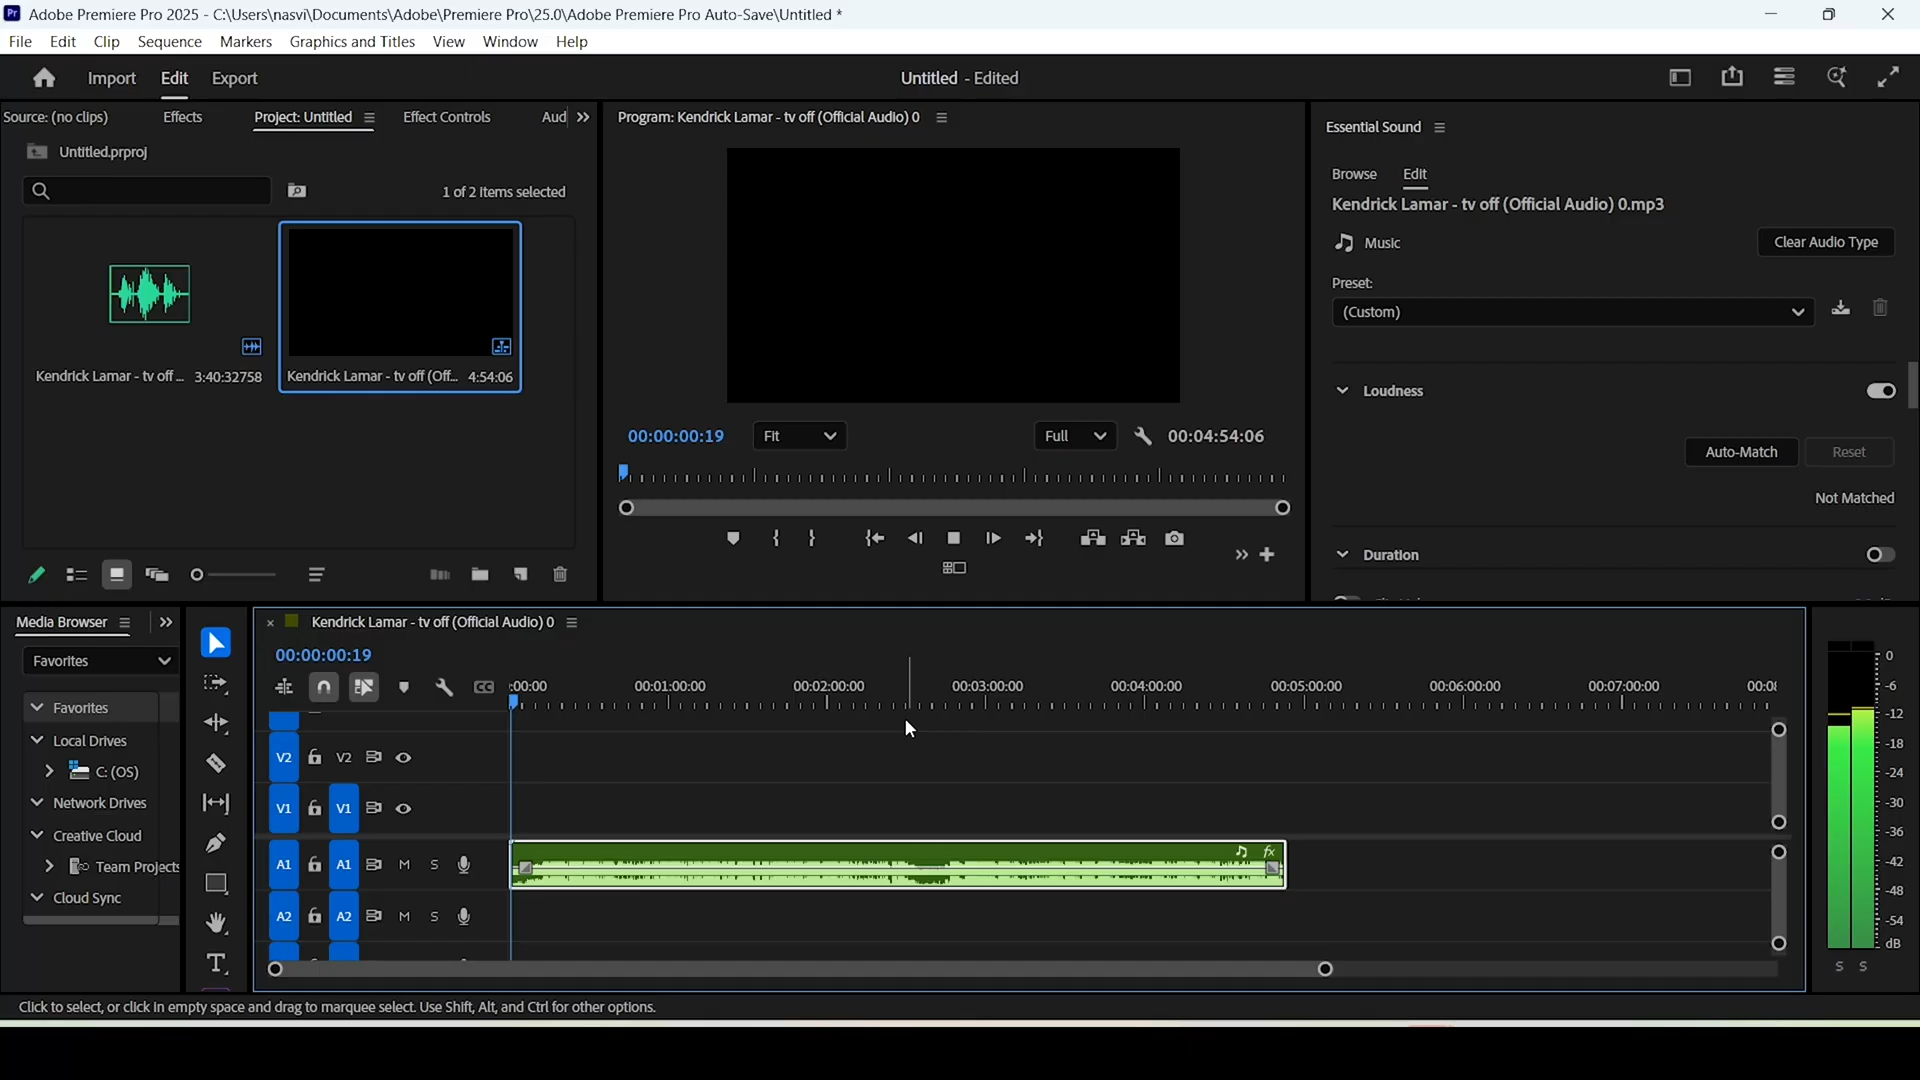 Adobe Premiere Pro 2025 - C:\Users\nasvi\Documents\Adobe\Premiere Pro\25.0\Adobe Premiere Pro Auto-Save\Untitled *
File Edit Clip Sequence Markers Graphics and Titles View Window Help
Import Edit Export
Untitled - Edited
Source: (no clips) Effects Project: Untitled Effect Controls Aud
Untitled.prproj
1 of 2 items selected
Kendrick Lamar - tv off ... 3:40:32758
Kendrick Lamar - tv off (Off... 4:54:06
Program: Kendrick Lamar - tv off (Official Audio) 0
00:00:00:19 Fit Full 00:04:54:06
Essential Sound
Browse Edit
Kendrick Lamar - tv off (Official Audio) 0.mp3
Music Clear Audio Type
Preset:
(Custom)
Loudness
Auto-Match Reset
Not Matched
Duration
Media Browser
Favorites
Favorites
Local Drives
C: (OS)
Network Drives
Creative Cloud
Team Projects
Cloud Sync
Kendrick Lamar - tv off (Official Audio) 0
00:00:00:19
CC :00:00 00:01:00:00 00:02:00:00 00:03:00:00 00:04:00:00 00:05:00:00 00:06:00:00 00:07:00:00 00:0
V2 V2
V1 V1
A1 A1 M S fx
A2 A2 M S
T
0
-6
-12
-18
-24
-30
-36
-42
-48
-54
dB
S S
Click to select, or click in empty space and drag to marquee select. Use Shift, Alt, and Ctrl for other options.